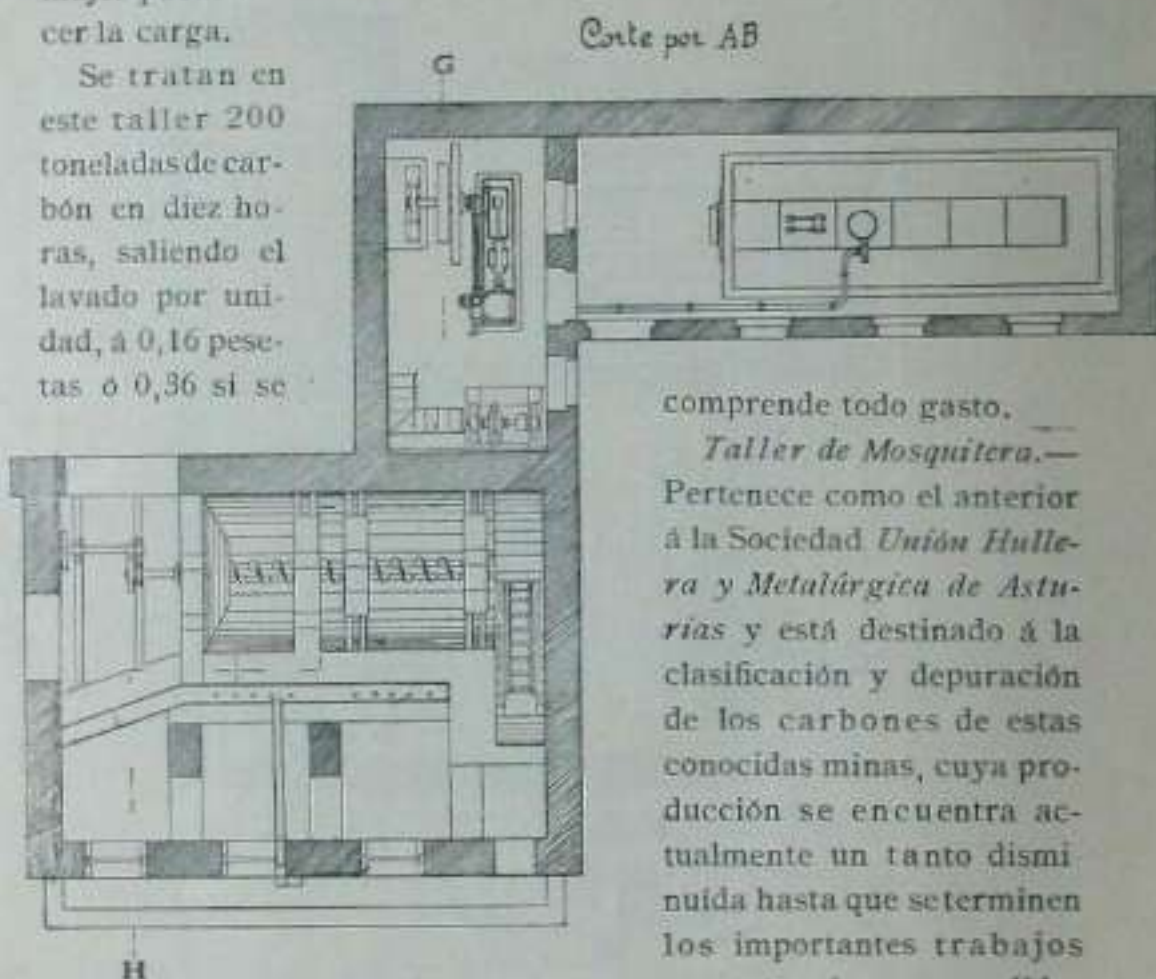 cer la carga.
Se tratan en
este taller 200
toneladas de car-
bón en diez ho-
ras, saliendo el
lavado por uni-
dad, á 0,16 pese-
tas ó 0,36 si se
Corte por AB
G
H
comprende todo gasto.
Taller de Mosquitera.—
Pertenece como el anterior
á la Sociedad Unión Hulle-
ra y Metalúrgica de Astu-
rias y está destinado á la
clasificación y depuración
de los carbones de estas
conocidas minas, cuya pro-
ducción se encuentra ac-
tualmente un tanto dismi
nuída hasta que se terminen
los importantes trabajos